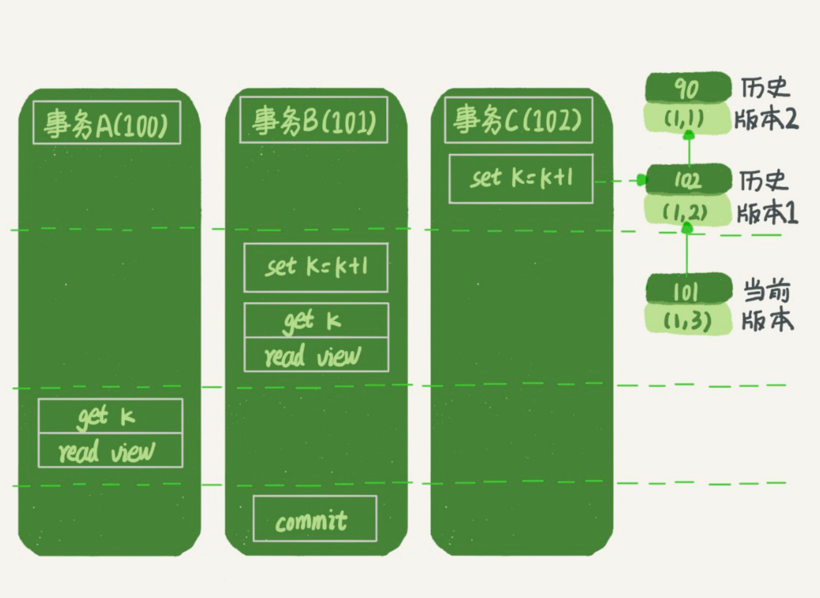 事务A(100)
get k
read view
事务B(101)
set k=k+1
get k
read view
commit
事务C(102)
set k=k+1
90
(1,1)
历史
版本2
102
(1,2)
历史
版本1
101
(1,3)
当前
版本